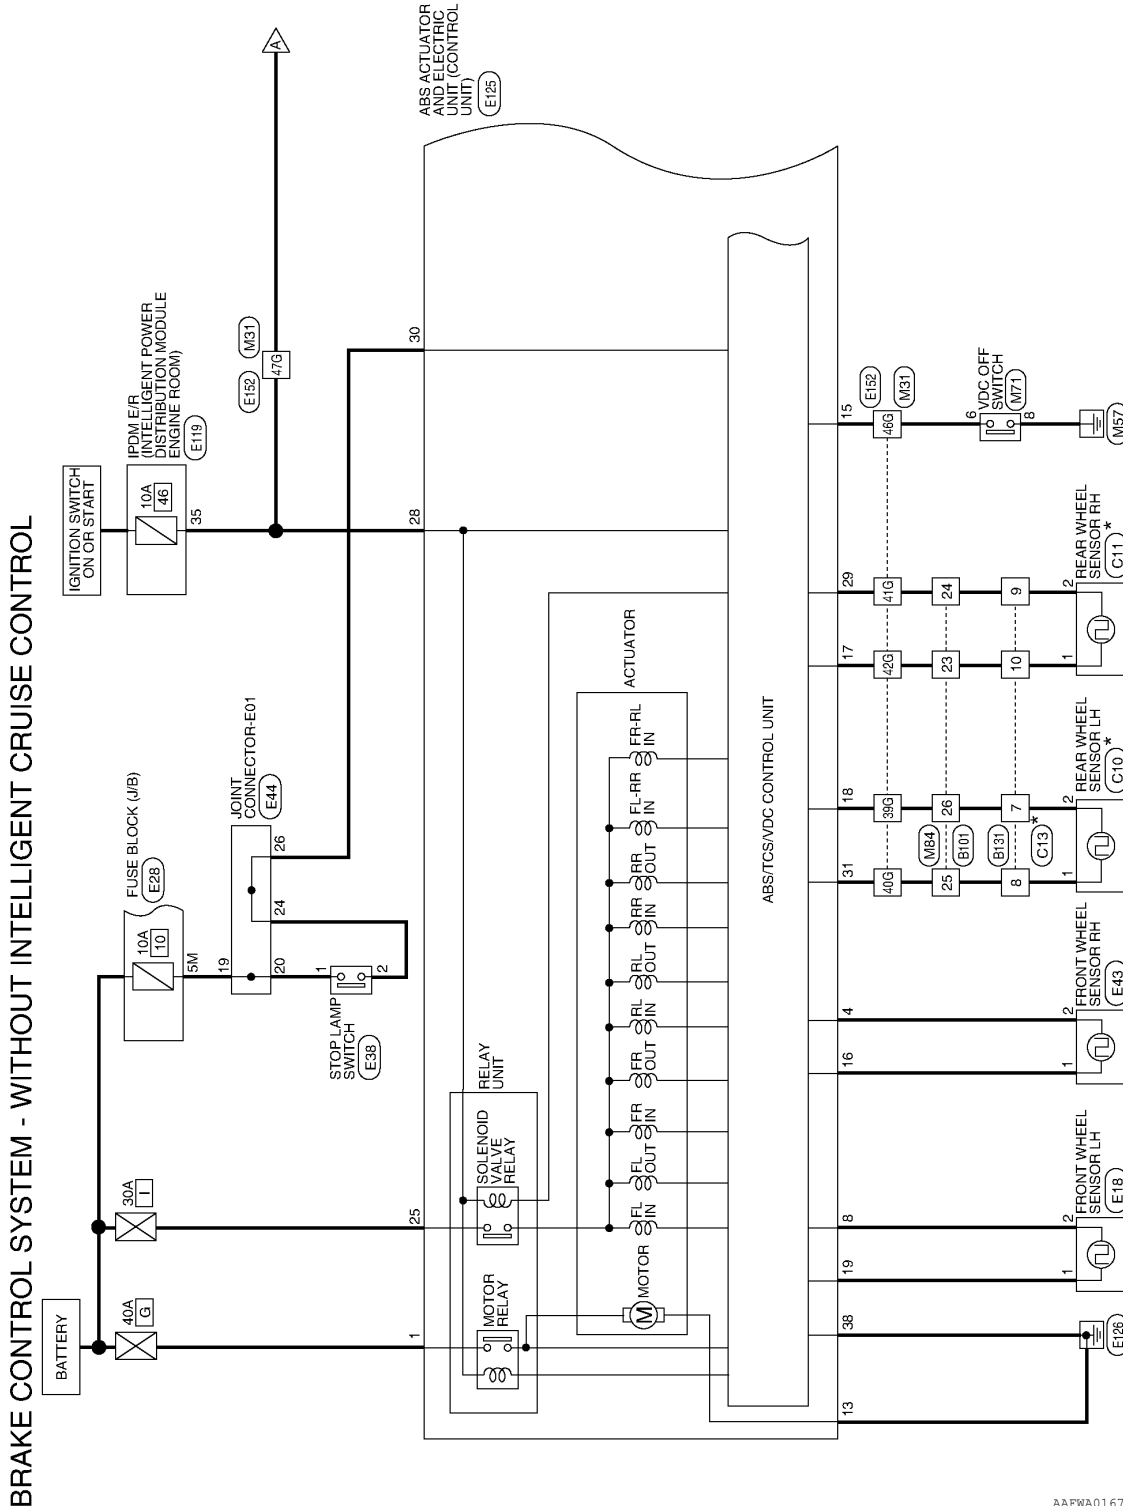 BRAKE CONTROL SYSTEM - WITHOUT INTELLIGENT CRUISE CONTROL
BATTERY
40A
G
30A
I
10A
10
5M
FUSE BLOCK (J/B)
E28
IGNITION SWITCH
ON OR START
10A
46
35
IPDM E/R
(INTELLIGENT POWER
DISTRIBUTION MODULE
ENGINE ROOM)
E119
19
20
24
26
JOINT
CONNECTOR-E01
E44
E152
M31
47G
A
STOP LAMP
SWITCH
E38
1
2
1
25
28
30
ABS ACTUATOR
AND ELECTRIC
UNIT (CONTROL
UNIT)
E125
RELAY
UNIT
MOTOR
RELAY
SOLENOID
VALVE
RELAY
ACTUATOR
MOTOR
M
FL
IN
FL
OUT
FR
IN
FR
OUT
RL
IN
RL
OUT
RR
IN
RR
OUT
FL-RR
IN
FR-RL
IN
ABS/TCS/VDC CONTROL UNIT
13
38
19
8
16
4
31
18
17
29
15
40G
39G
42G
41G
46G
E152
M31
25
26
23
24
M84
B101
8
7
10
9
B131
C13
*
6
8
VDC OFF
SWITCH
M71
M57
E126
1
2
FRONT WHEEL
SENSOR LH
E18
1
2
FRONT WHEEL
SENSOR RH
E43
1
2
REAR WHEEL
SENSOR LH
C10
*
1
2
REAR WHEEL
SENSOR RH
C11
*
AAFWA0167